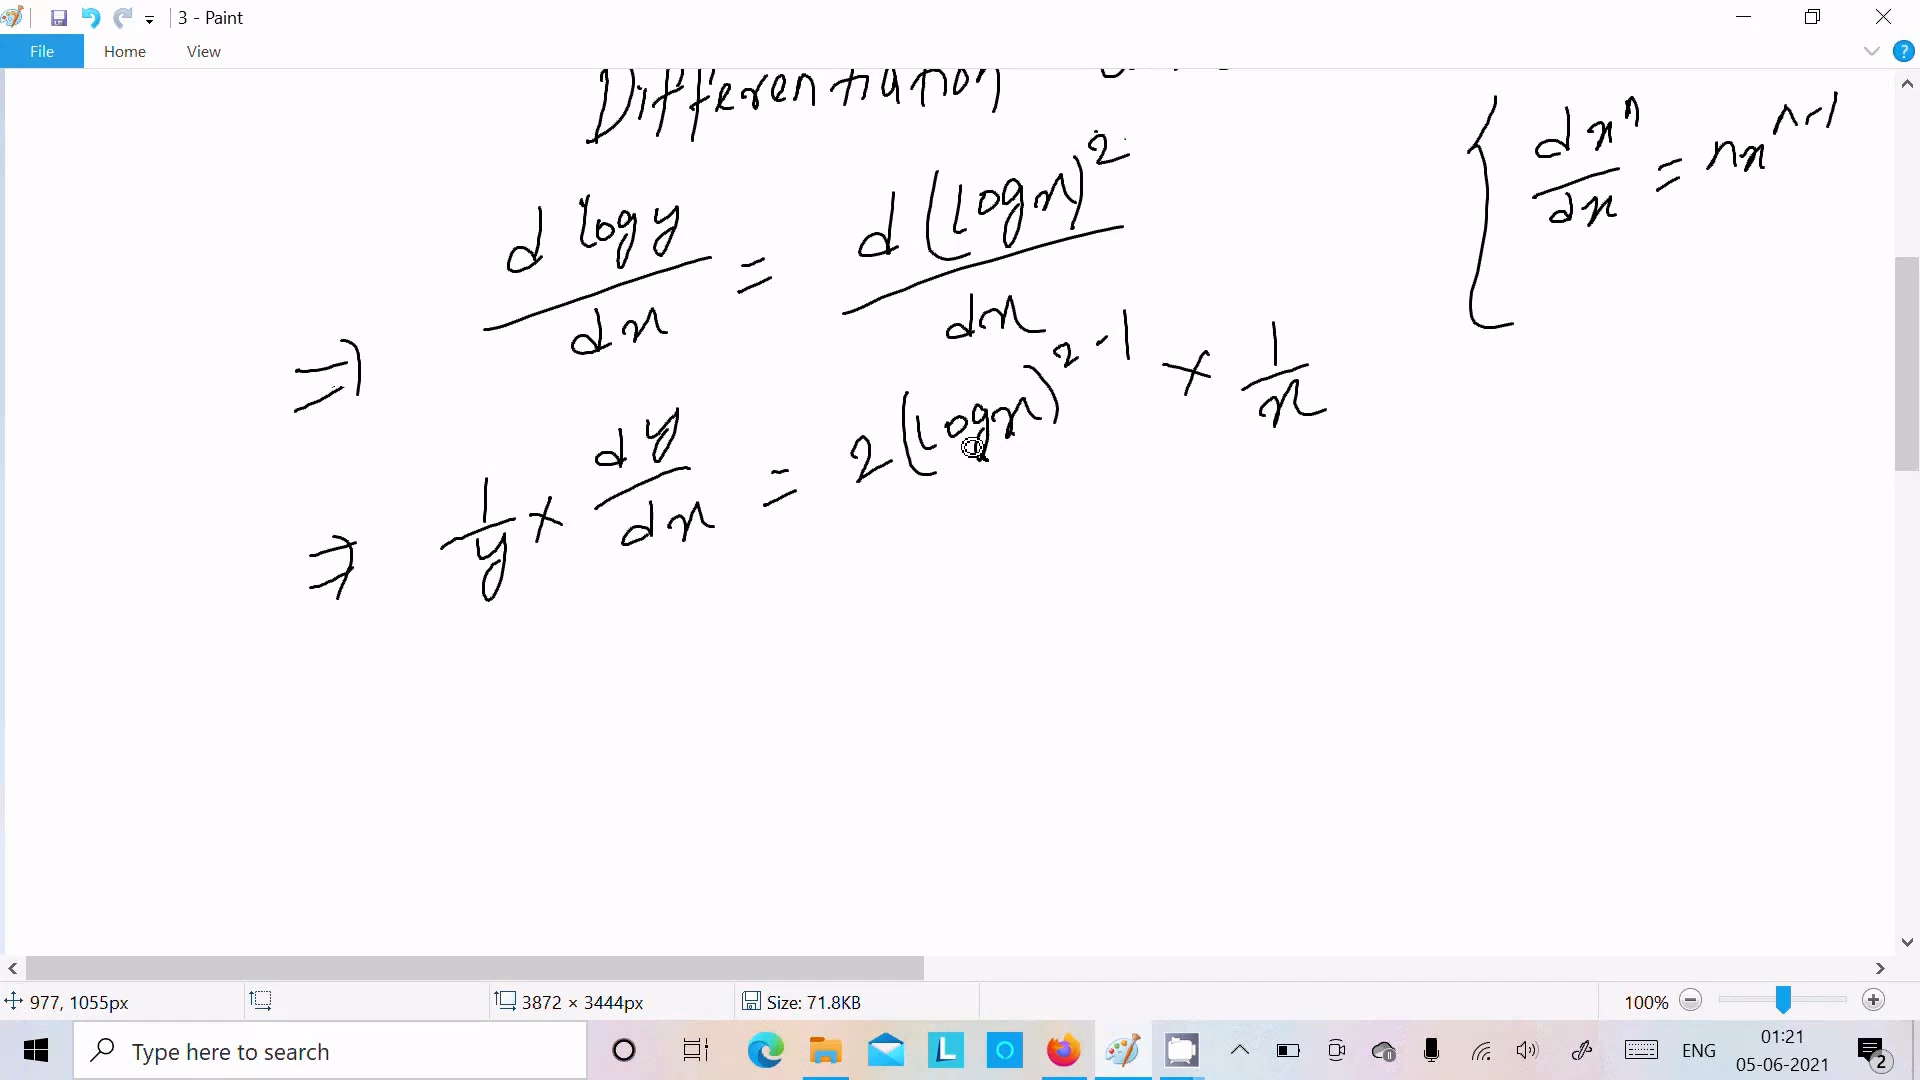 3 - Paint
File Home View
Differentiation
d log y / dx = d (log x)^2 / dx
{ dx^n / dx = nx^n-1
⇒
⇒ 1/y × dy/dx = 2 (log x)^2-1 × 1/x
977, 1055px 3872 × 3444px Size: 71.8KB 100%
Type here to search
ENG
01:21
05-06-2021
2